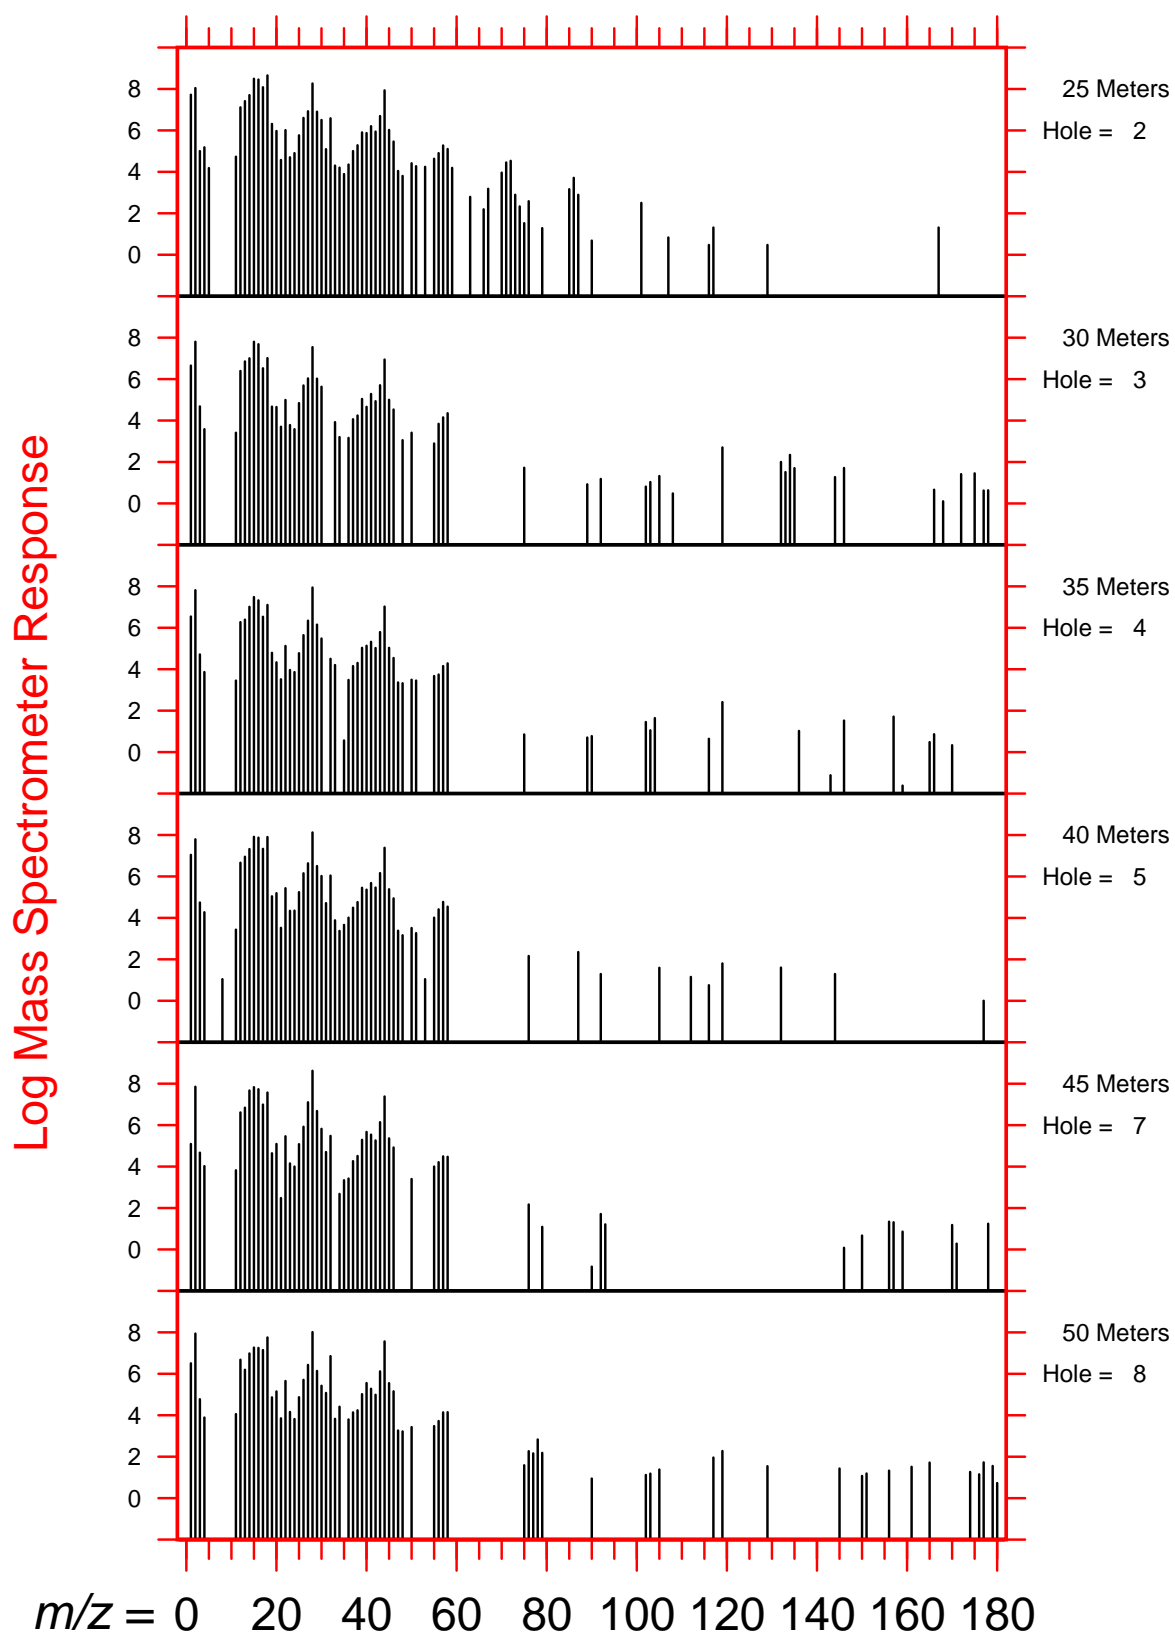 8
6
4
2
0
25 Meters
Hole = 2
8
6
4
2
0
30 Meters
Hole = 3
8
6
4
2
0
35 Meters
Hole = 4
8
6
4
2
0
40 Meters
Hole = 5
8
6
4
2
0
45 Meters
Hole = 7
8
6
4
2
0
50 Meters
Hole = 8
Log Mass Spectrometer Response
m/z = 0 20 40 60 80 100 120 140 160 180